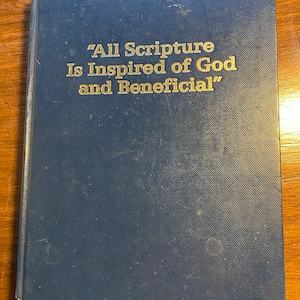 “All Scripture
Is Inspired of God
and Beneficial”